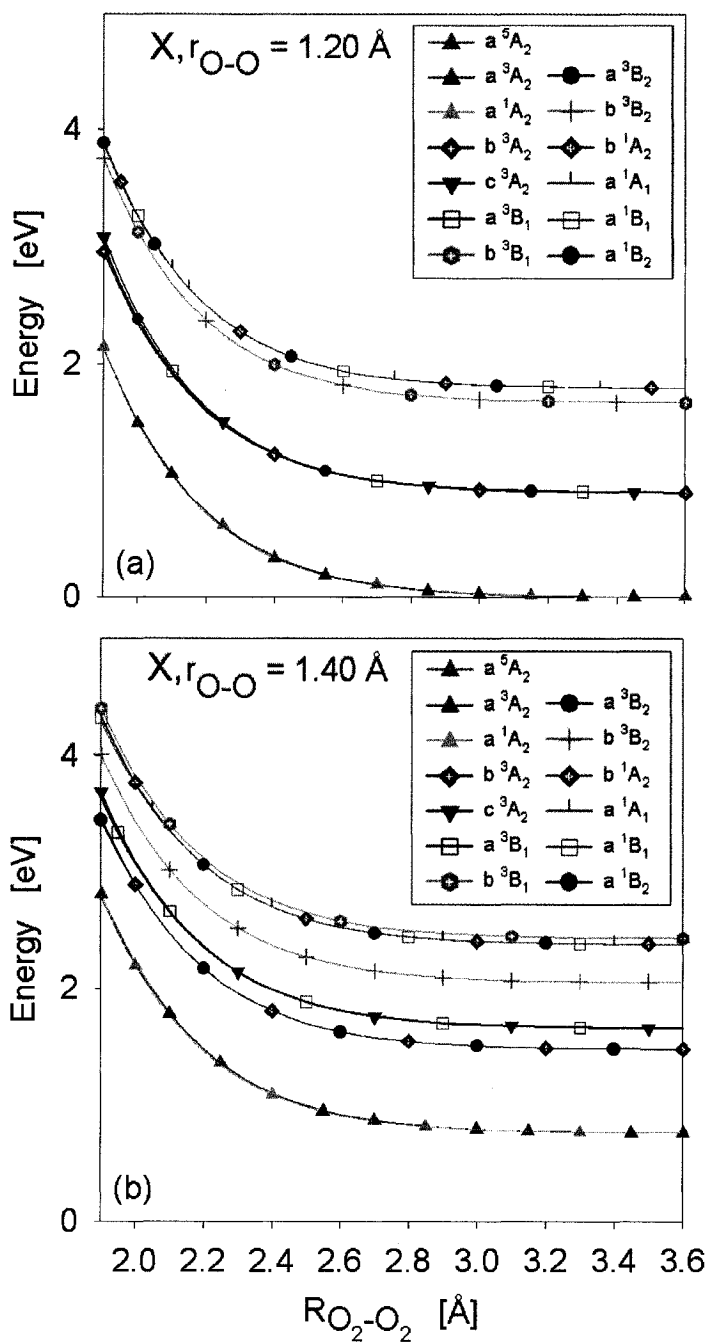 X, r_O-O = 1.20 Å
a ⁵A₂
a ³A₂
a ³B₂
a ¹A₂
b ³B₂
b ³A₂
b ¹A₂
c ³A₂
a ¹A₁
a ³B₁
a ¹B₁
b ³B₁
a ¹B₂
Energy [eV]
4
2
0
(a)
X, r_O-O = 1.40 Å
a ⁵A₂
a ³A₂
a ³B₂
a ¹A₂
b ³B₂
b ³A₂
b ¹A₂
c ³A₂
a ¹A₁
a ³B₁
a ¹B₁
b ³B₁
a ¹B₂
Energy [eV]
4
2
0
(b)
2.0 2.2 2.4 2.6 2.8 3.0 3.2 3.4 3.6
R_O₂-O₂ [Å]